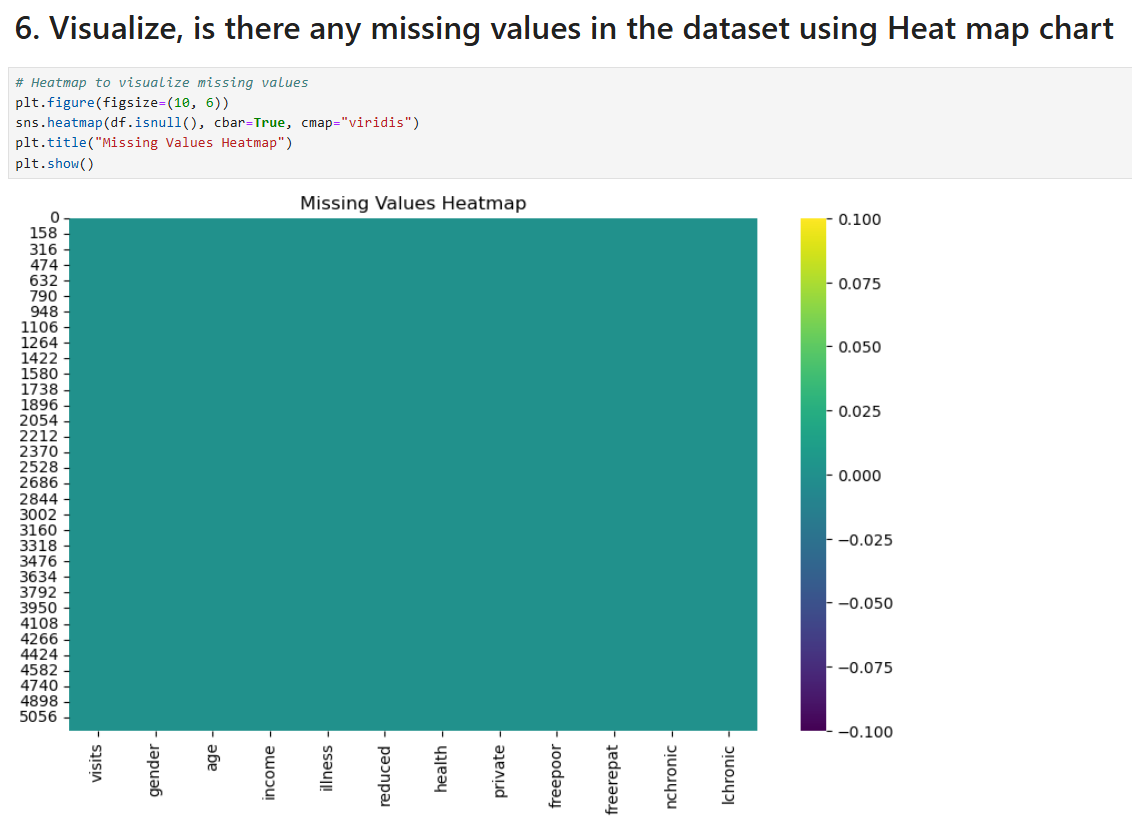 6. Visualize, is there any missing values in the dataset using Heat map chart
# Heatmap to visualize missing values
plt.figure(figsize=(10, 6))
sns.heatmap(df.isnull(), cbar=True, cmap="viridis")
plt.title("Missing Values Heatmap")
plt.show()
Missing Values Heatmap
0
158
316
474
632
790
948
1106
1264
1422
1580
1738
1896
2054
2212
2370
2528
2686
2844
3002
3160
3318
3476
3634
3792
3950
4108
4266
4424
4582
4740
4898
5056
visits
gender
age
income
illness
reduced
health
private
freepoor
freerepat
nchronic
lchronic
0.100
0.075
0.050
0.025
0.000
−0.025
−0.050
−0.075
−0.100